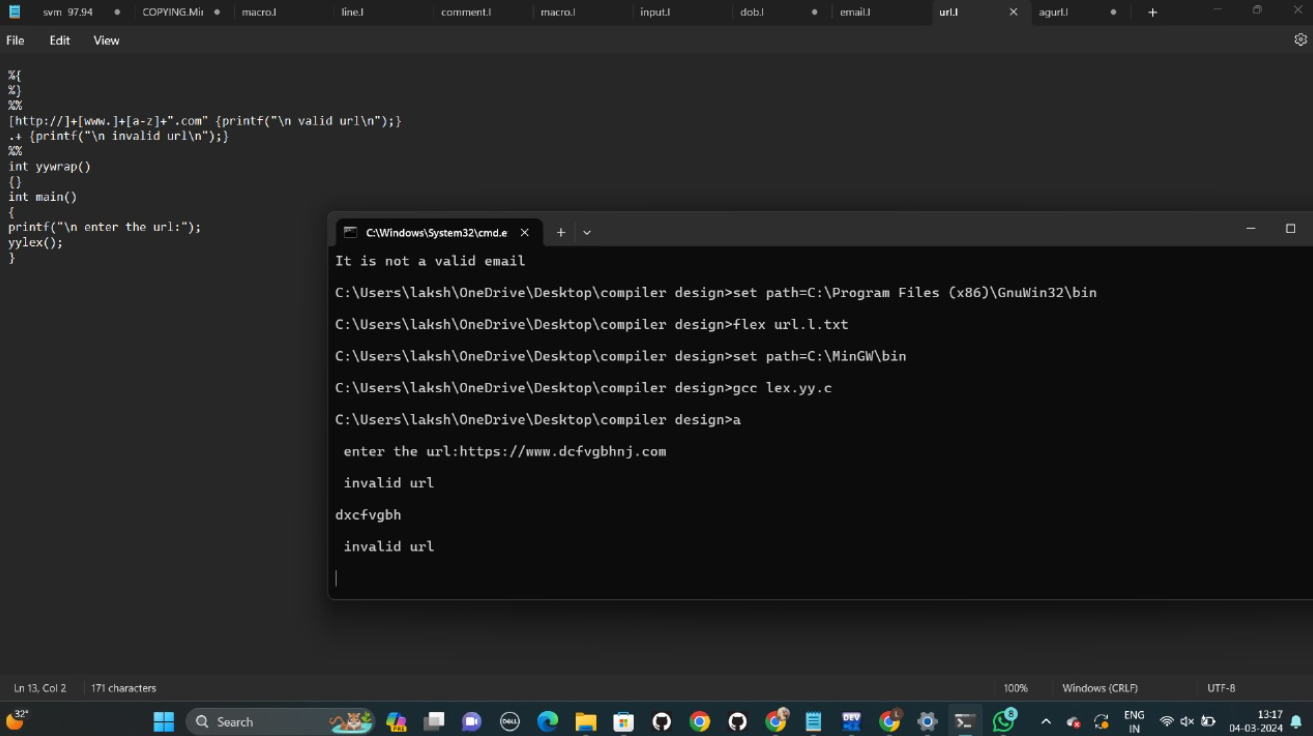 svm 97.94
COPYING.Mi
macro.l
line.l
comment.l
macro.l
input.l
dob.l
email.l
url.l
agurl.l
File Edit View
%{
%}
%%
[http://]+[www.]+[a-z]+".com" {printf("\n valid url\n");}
.+ {printf("\n invalid url\n");}
%%
int yywrap()
{}
int main()
{
printf("\n enter the url:");
yylex();
}
C:\Windows\System32\cmd.e
It is not a valid email
C:\Users\laksh\OneDrive\Desktop\compiler design>set path=C:\Program Files (x86)\GnuWin32\bin
C:\Users\laksh\OneDrive\Desktop\compiler design>flex url.l.txt
C:\Users\laksh\OneDrive\Desktop\compiler design>set path=C:\MinGW\bin
C:\Users\laksh\OneDrive\Desktop\compiler design>gcc lex.yy.c
C:\Users\laksh\OneDrive\Desktop\compiler design>a
enter the url:https://www.dcfvgbhnj.com
invalid url
dxcfvgbh
invalid url
Ln 13, Col 2 171 characters 100% Windows (CRLF) UTF-8
32°
Search
PRE
DELL
DEV
L
8
ENG
IN
13:17
04-03-2024